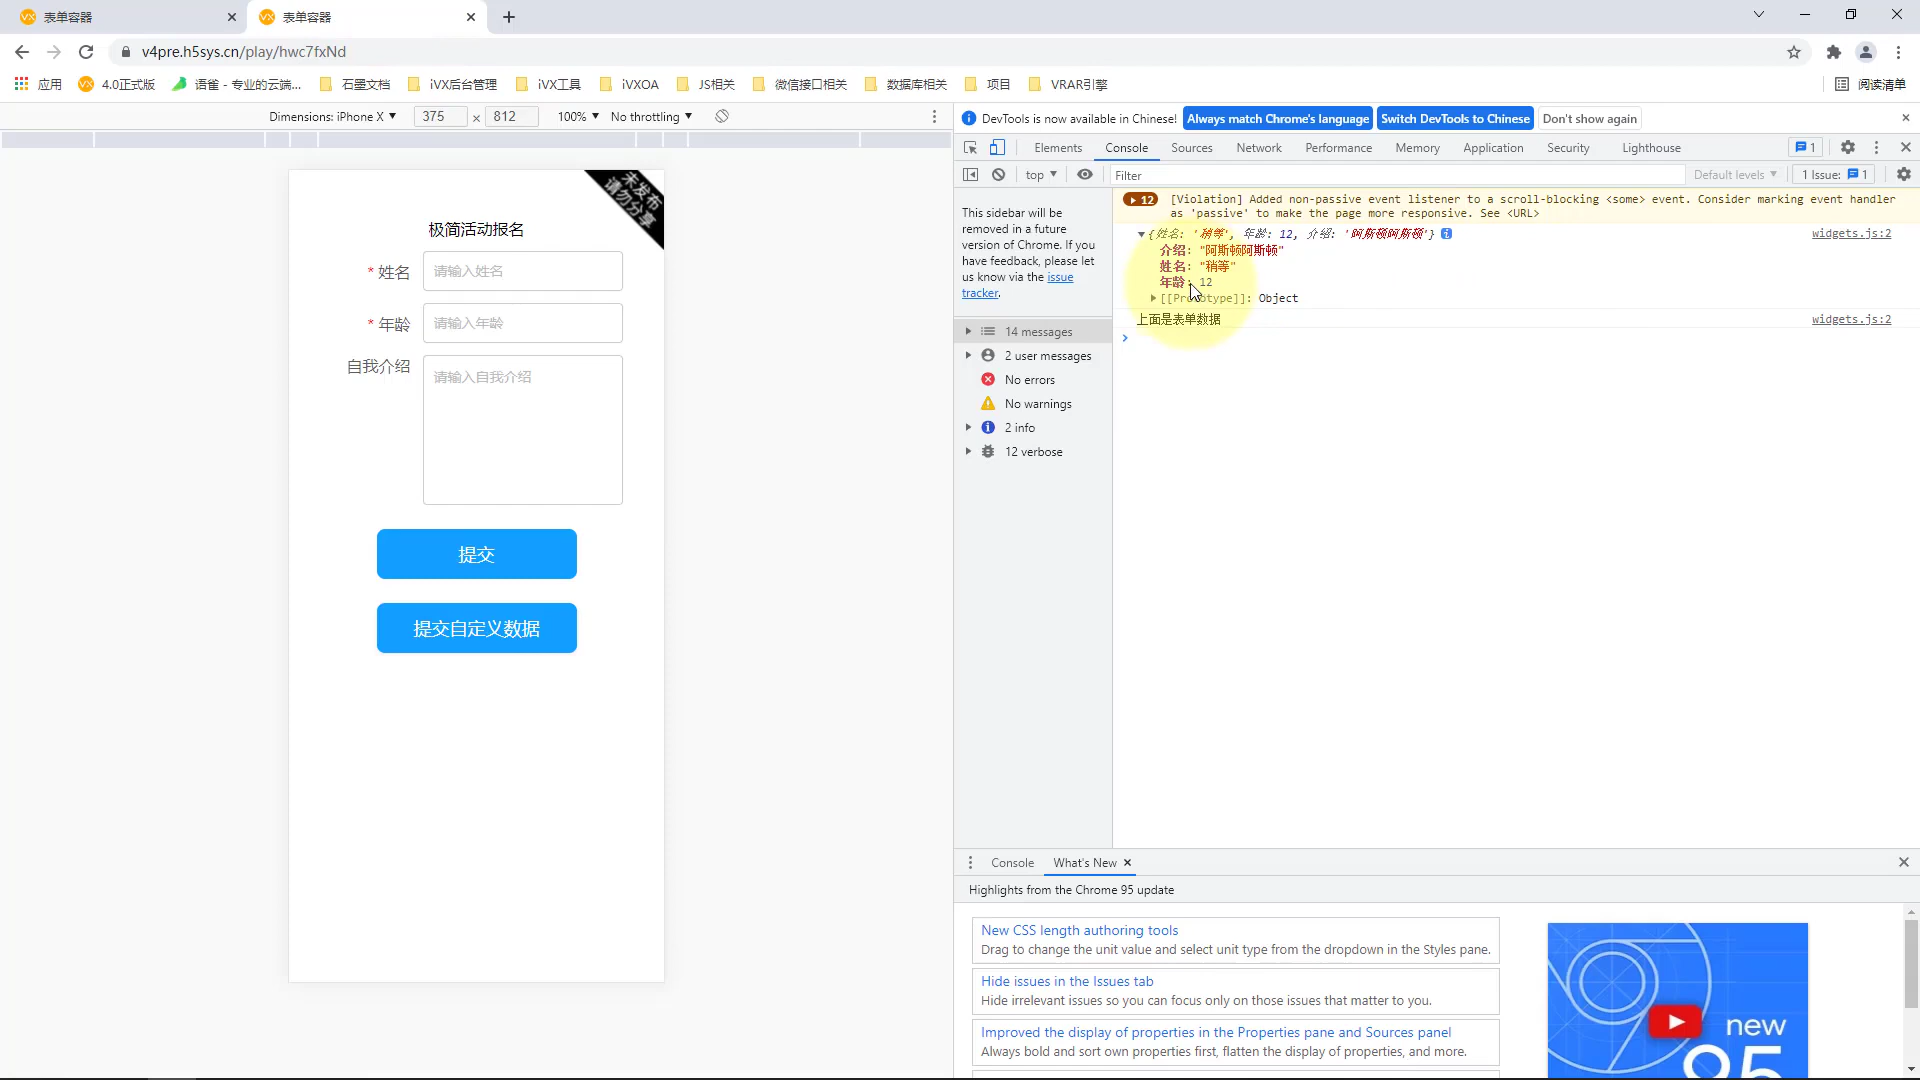 表单容器
表单容器
v4pre.h5sys.cn/play/hwc7fxNd
应用
4.0正式版
语雀 - 专业的云端...
石墨文档
iVX后台管理
iVX工具
iVXOA
JS相关
微信接口相关
数据库相关
项目
VRAR引擎
阅读清单
Dimensions: iPhone X
375
×
812
100%
No throttling
DevTools is now available in Chinese!
Always match Chrome's language
Switch DevTools to Chinese
Don't show again
Elements
Console
Sources
Network
Performance
Memory
Application
Security
Lighthouse
1
top
Filter
Default levels
1 Issue:
1
未发布
请勿分享
极简活动报名
* 姓名
请输入姓名
* 年龄
请输入年龄
自我介绍
请输入自我介绍
提交
提交自定义数据
This sidebar will be
removed in a future
version of Chrome. If you
have feedback, please let
us know via the issue
tracker.
14 messages
2 user messages
No errors
No warnings
2 info
12 verbose
12
[Violation] Added non-passive event listener to a scroll-blocking <some> event. Consider marking event handler
as 'passive' to make the page more responsive. See <URL>
{姓名: '稍等', 年龄: 12, 介绍: '阿斯顿阿斯顿'}
widgets.js:2
介绍: "阿斯顿阿斯顿"
姓名: "稍等"
年龄: 12
[[Prototype]]: Object
上面是表单数据
widgets.js:2
Console
What's New
Highlights from the Chrome 95 update
New CSS length authoring tools
Drag to change the unit value and select unit type from the dropdown in the Styles pane.
Hide issues in the Issues tab
Hide irrelevant issues so you can focus only on those issues that matter to you.
Improved the display of properties in the Properties pane and Sources panel
Always bold and sort own properties first, flatten the display of properties, and more.
new
95